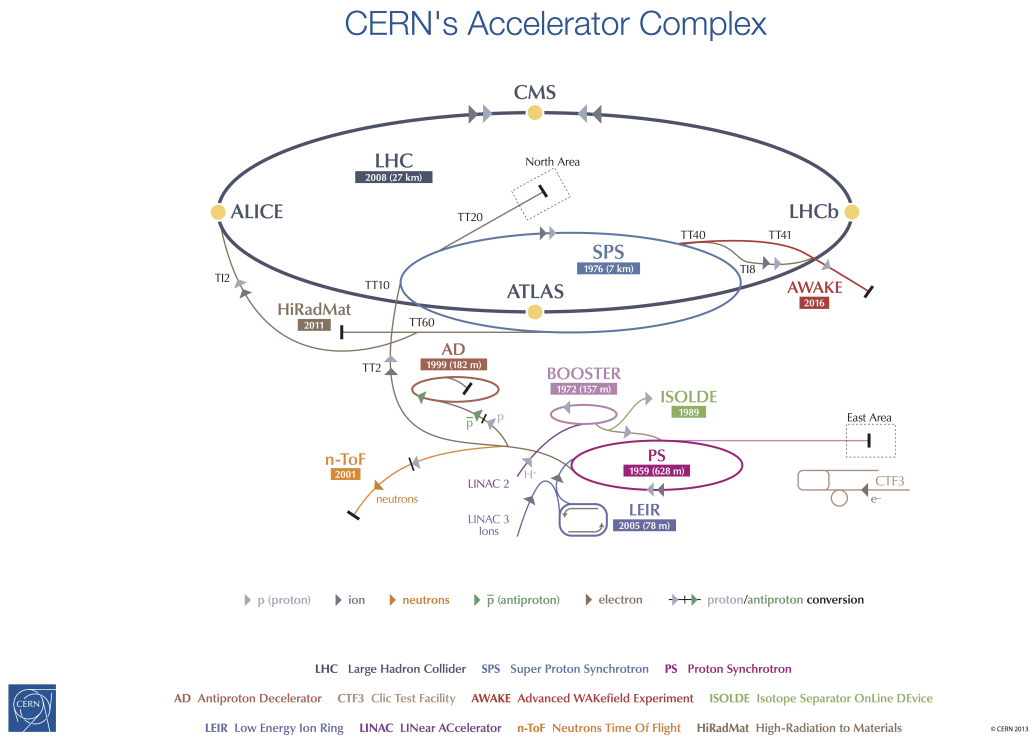 CERN's Accelerator Complex
CMS
LHC
2008 (27 km)
North Area
ALICE
LHCb
TT20
TT40
TT41
SPS
1976 (7 km)
TI2
TT10
TI8
ATLAS
AWAKE
2016
HiRadMat
2011
TT60
AD
1999 (182 m)
TT2
BOOSTER
1972 (157 m)
ISOLDE
1989
p
p̅
East Area
n-ToF
2001
PS
1959 (628 m)
H⁺
LINAC 2
neutrons
CTF3
e⁻
LEIR
2005 (78 m)
LINAC 3
Ions
p (proton) ion neutrons p̅ (antiproton) electron proton/antiproton conversion
LHC Large Hadron Collider SPS Super Proton Synchrotron PS Proton Synchrotron
AD Antiproton Decelerator CTF3 Clic Test Facility AWAKE Advanced WAKefield Experiment ISOLDE Isotope Separator OnLine DEvice
LEIR Low Energy Ion Ring LINAC LINear ACcelerator n-ToF Neutrons Time Of Flight HiRadMat High-Radiation to Materials
CERN
© CERN 2013